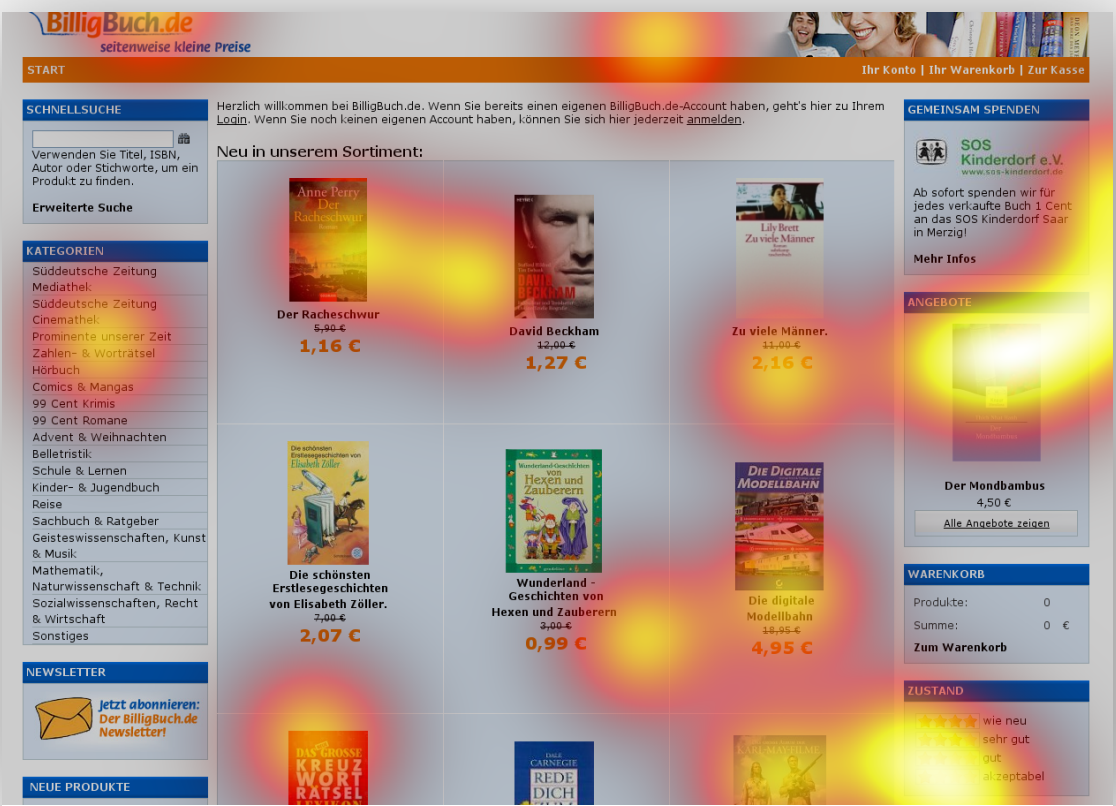 BilligBuch.de
seitenweise kleine Preise
START
Ihr Konto | Ihr Warenkorb | Zur Kasse
SCHNELLSUCHE
Verwenden Sie Titel, ISBN,
Autor oder Stichworte, um ein
Produkt zu finden.
Erweiterte Suche
KATEGORIEN
Süddeutsche Zeitung
Mediathek
Süddeutsche Zeitung
Cinemathek
Prominente unserer Zeit
Zahlen- & Worträtsel
Hörbuch
Comics & Mangas
99 Cent Krimis
99 Cent Romane
Advent & Weihnachten
Belletristik
Schule & Lernen
Kinder- & Jugendbuch
Reise
Sachbuch & Ratgeber
Geisteswissenschaften, Kunst
& Musik
Mathematik,
Naturwissenschaft & Technik
Sozialwissenschaften, Recht
& Wirtschaft
Sonstiges
NEWSLETTER
Jetzt abonnieren:
Der BilligBuch.de
Newsletter!
NEUE PRODUKTE
Herzlich willkommen bei BilligBuch.de. Wenn Sie bereits einen eigenen BilligBuch.de-Account haben, geht's hier zu Ihrem
Login. Wenn Sie noch keinen eigenen Account haben, können Sie sich hier jederzeit anmelden.
Neu in unserem Sortiment:
Anne Perry
Der
Racheschwur
Roman
Der Racheschwur
5,90 €
1,16 €
HEYNE
DAVID
BECKHAM
David Beckham
12,00 €
1,27 €
Lily Brett
Zu viele Männer
Zu viele Männer.
11,00 €
2,16 €
Die schönsten
Erstlesegeschichten von
Elisabeth Zöller
Die schönsten
Erstlesegeschichten
von Elisabeth Zöller.
7,00 €
2,07 €
Wunderland-Geschichten
von
Hexen und
Zauberern
Wunderland -
Geschichten von
Hexen und Zauberern
3,00 €
0,99 €
DIE DIGITALE
MODELLBAHN
Die digitale
Modellbahn
18,95 €
4,95 €
DAS GROSSE
KREUZ
WORT
RÄTSEL
LEXIKON
DALE
CARNEGIE
REDE
DICH
ZUM
KARL-MAY-FILME
GEMEINSAM SPENDEN
SOS
Kinderdorf e.V.
www.sos-kinderdorf.de
Ab sofort spenden wir für
jedes verkaufte Buch 1 Cent
an das SOS Kinderdorf Saar
in Merzig!
Mehr Infos
ANGEBOTE
Der
Mondbambus
Der Mondbambus
4,50 €
Alle Angebote zeigen
WARENKORB
Produkte: 0
Summe: 0 €
Zum Warenkorb
ZUSTAND
wie neu
sehr gut
gut
akzeptabel